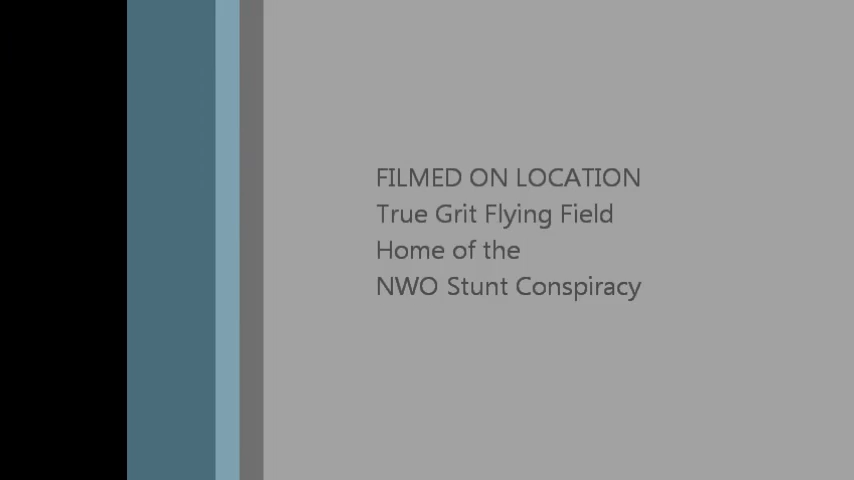 FILMED ON LOCATION
True Grit Flying Field
Home of the
NWO Stunt Conspiracy